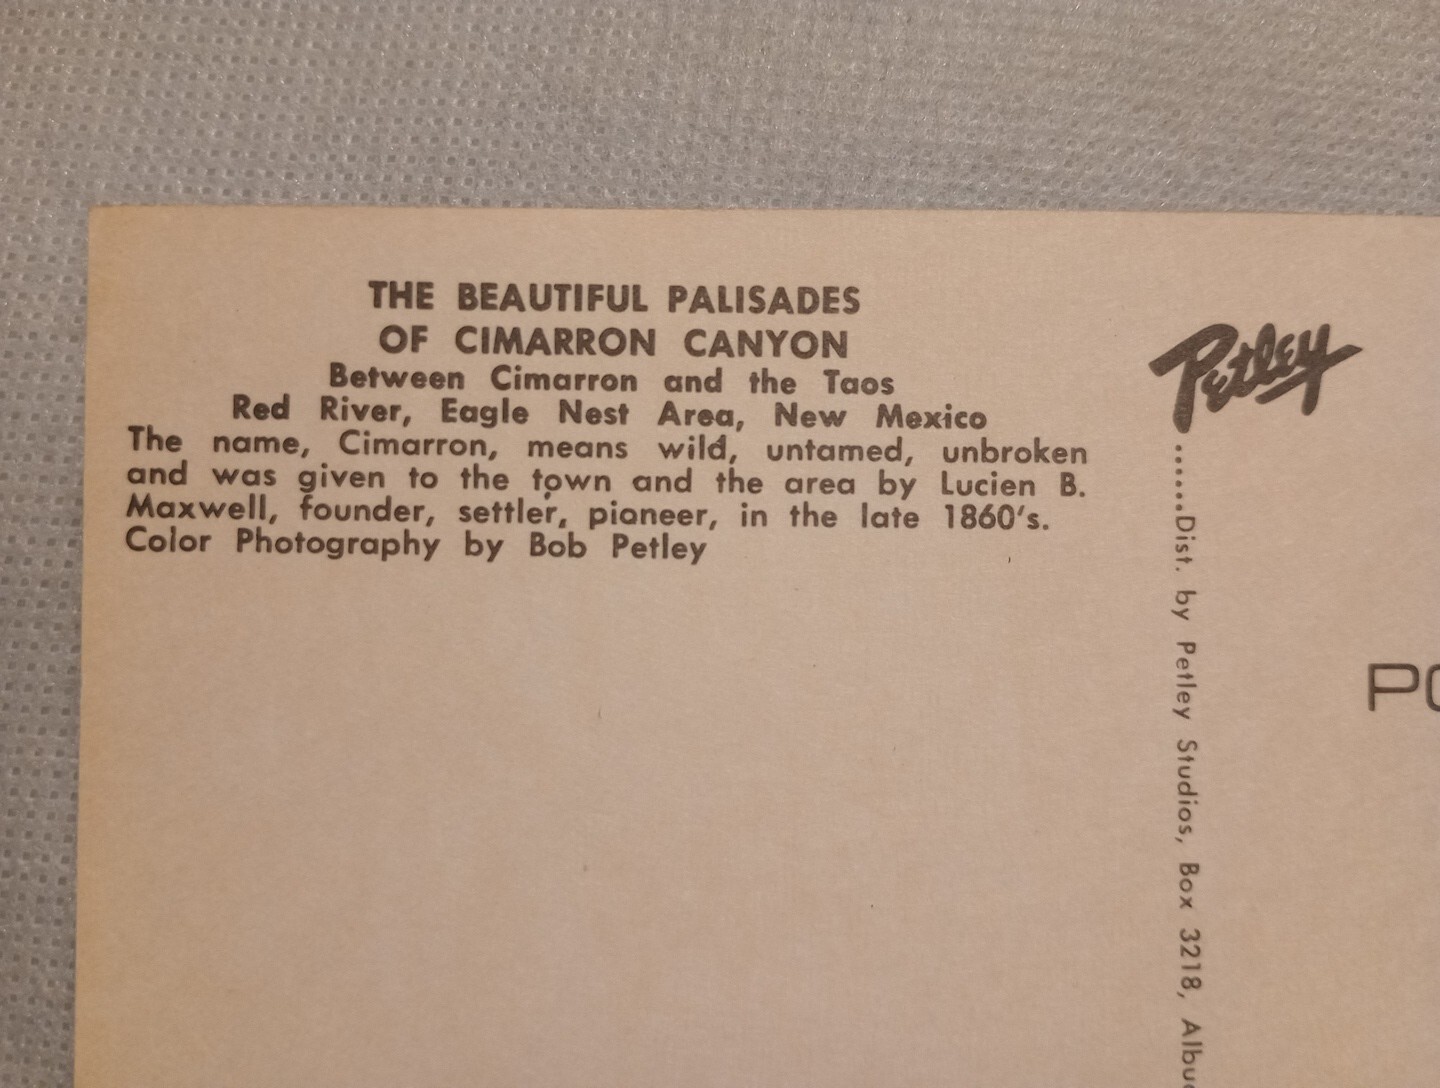 THE BEAUTIFUL PALISADES
OF CIMARRON CANYON
Between Cimarron and the Taos
Red River, Eagle Nest Area, New Mexico
The name, Cimarron, means wild, untamed, unbroken
and was given to the town and the area by Lucien B.
Maxwell, founder, settler, pioneer, in the late 1860's.
Color Photography by Bob Petley
Petley
......Dist. by Petley Studios, Box 3218,